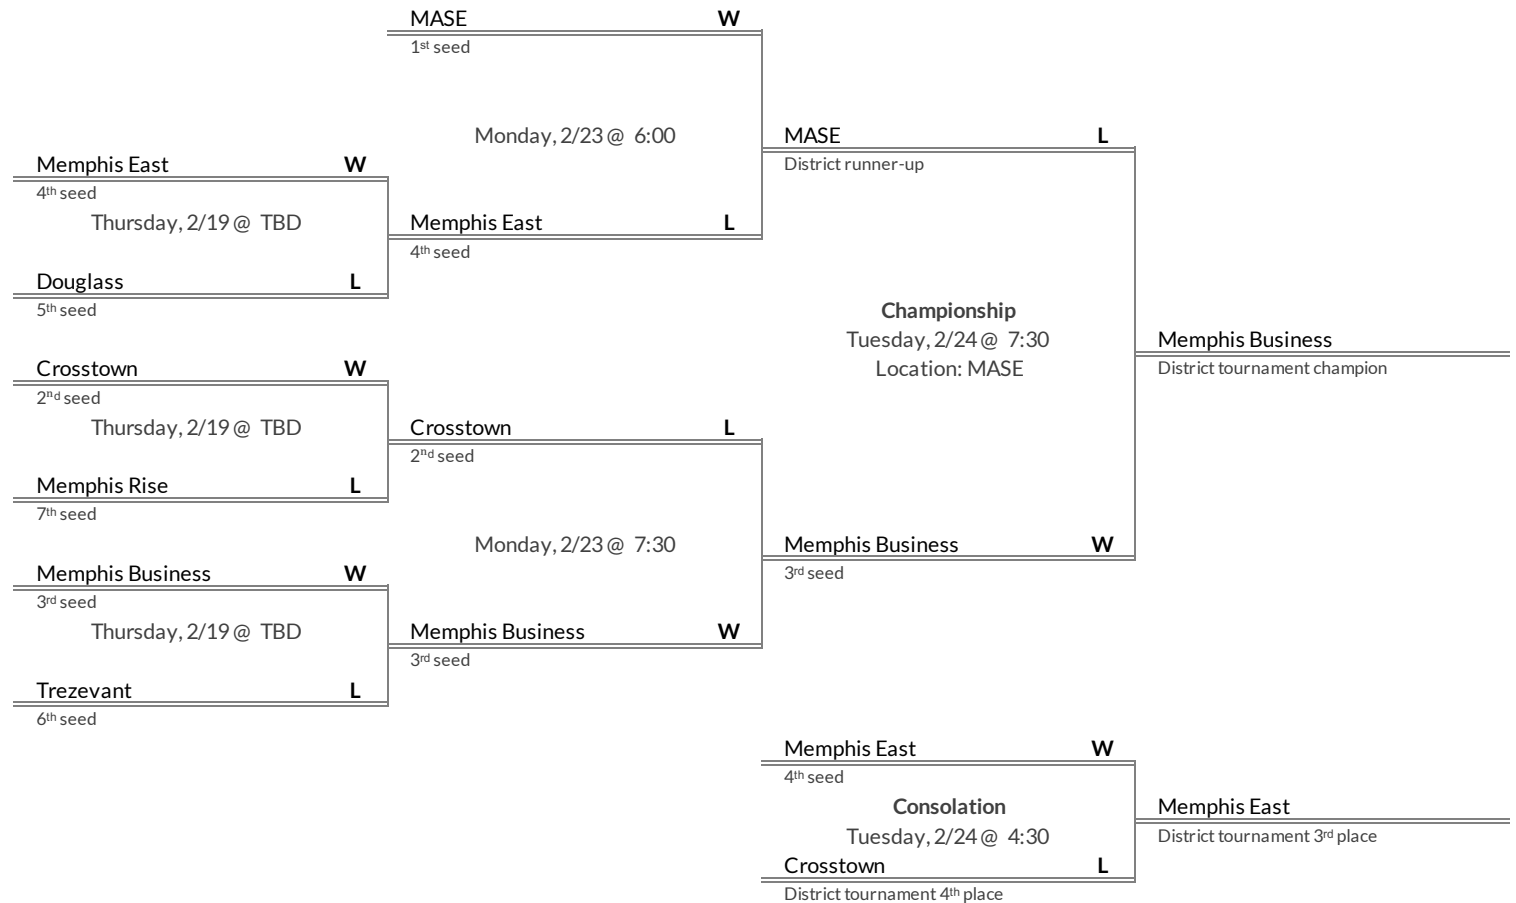 MASE W
1st seed
Monday, 2/23 @ 6:00
MASE L
District runner-up
Memphis East W
4th seed
Thursday, 2/19 @ TBD
Memphis East L
4th seed
Douglass L
5th seed
Championship
Tuesday, 2/24 @ 7:30
Location: MASE
Memphis Business
District tournament champion
Crosstown W
2nd seed
Thursday, 2/19 @ TBD
Crosstown L
2nd seed
Memphis Rise L
7th seed
Monday, 2/23 @ 7:30
Memphis Business W
3rd seed
Memphis Business W
3rd seed
Thursday, 2/19 @ TBD
Memphis Business W
3rd seed
Trezevant L
6th seed
Memphis East W
4th seed
Consolation
Tuesday, 2/24 @ 4:30
Memphis East
District tournament 3rd place
Crosstown L
District tournament 4th place